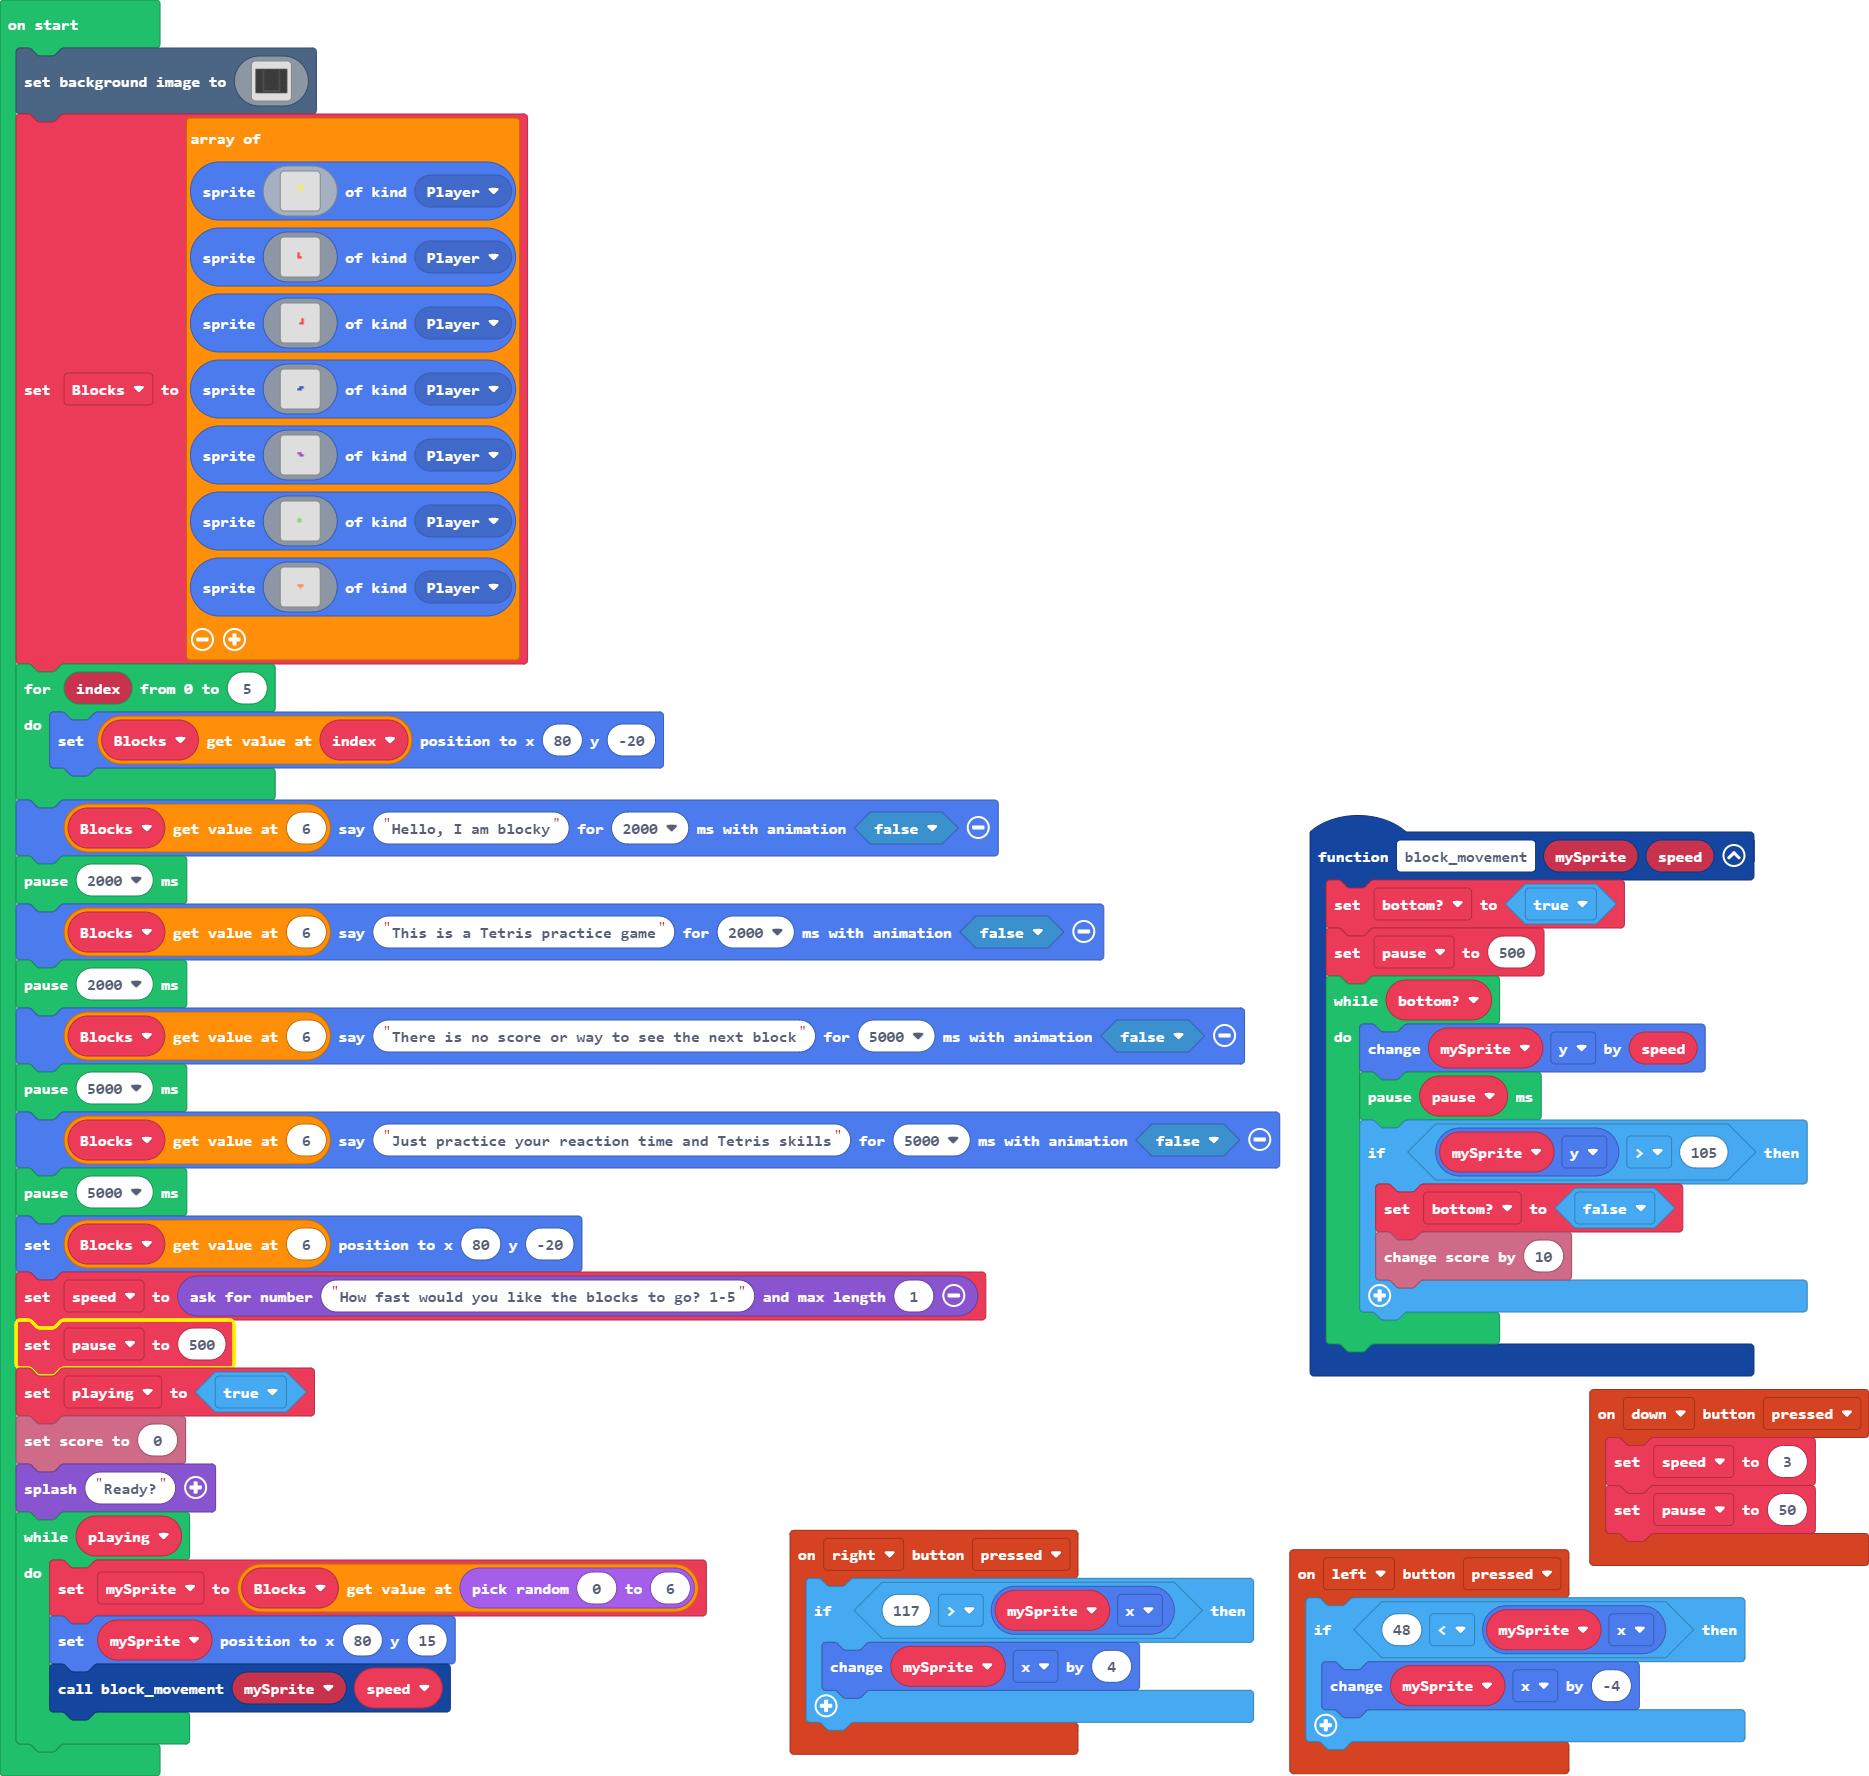 on start
set background image to
set Blocks to array of
sprite of kind Player
sprite of kind Player
sprite of kind Player
sprite of kind Player
sprite of kind Player
sprite of kind Player
sprite of kind Player
for index from 0 to 5
do
set Blocks get value at index position to x 80 y -20
Blocks get value at 6 say "Hello, I am blocky" for 2000 ms with animation false
pause 2000 ms
Blocks get value at 6 say "This is a Tetris practice game" for 2000 ms with animation false
pause 2000 ms
Blocks get value at 6 say "There is no score or way to see the next block" for 5000 ms with animation false
pause 5000 ms
Blocks get value at 6 say "Just practice your reaction time and Tetris skills" for 5000 ms with animation false
pause 5000 ms
set Blocks get value at 6 position to x 80 y -20
set speed to ask for number "How fast would you like the blocks to go? 1-5" and max length 1
set pause to 500
set playing to true
set score to 0
splash "Ready?"
while playing
do
set mySprite to Blocks get value at pick random 0 to 6
set mySprite position to x 80 y 15
call block_movement mySprite speed
function block_movement mySprite speed
set bottom? to true
set pause to 500
while bottom?
do
change mySprite y by speed
pause pause ms
if mySprite y > 105 then
set bottom? to false
change score by 10
on down button pressed
set speed to 3
set pause to 50
on right button pressed
if 117 > mySprite x then
change mySprite x by 4
on left button pressed
if 48 < mySprite x then
change mySprite x by -4